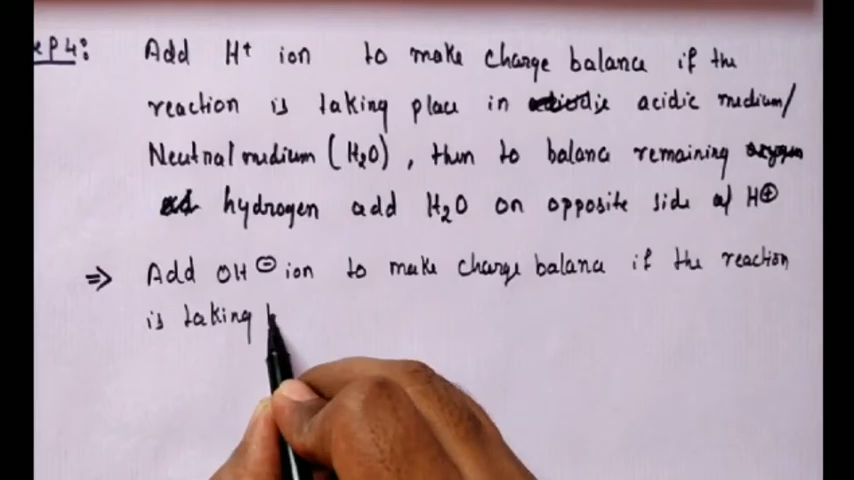 ep4:
Add H+ ion to make charge balance if the
reaction is taking place in acidic medium/
Neutral medium (H2O), then to balance remaining
hydrogen add H2O on opposite side of H⊕
⇒ Add OH⊖ ion to make charge balance if the reaction
is taking